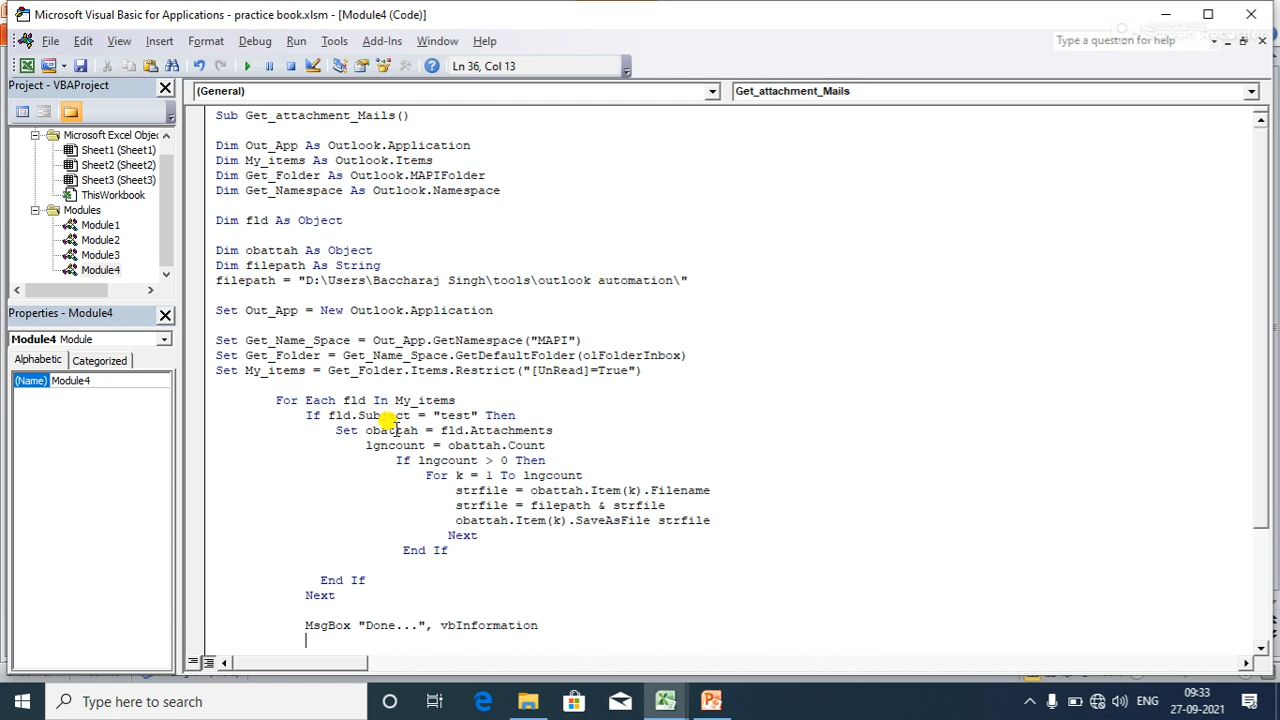 Microsoft Visual Basic for Applications - practice book.xlsm - [Module4 (Code)]
File Edit View Insert Format Debug Run Tools Add-Ins Window Help
Type a question for help
Ln 36, Col 13
Project - VBAProject
(General)
Get_attachment_Mails
Microsoft Excel Objec
Sheet1 (Sheet1)
Sheet2 (Sheet2)
Sheet3 (Sheet3)
ThisWorkbook
Modules
Module1
Module2
Module3
Module4
Properties - Module4
Module4 Module
Alphabetic Categorized
(Name) Module4
Sub Get_attachment_Mails()
Dim Out_App As Outlook.Application
Dim My_items As Outlook.Items
Dim Get_Folder As Outlook.MAPIFolder
Dim Get_Namespace As Outlook.Namespace
Dim fld As Object
Dim obattah As Object
Dim filepath As String
filepath = "D:\Users\Baccharaj Singh\tools\outlook automation\"
Set Out_App = New Outlook.Application
Set Get_Name_Space = Out_App.GetNamespace("MAPI")
Set Get_Folder = Get_Name_Space.GetDefaultFolder(olFolderInbox)
Set My_items = Get_Folder.Items.Restrict("[UnRead]=True")
For Each fld In My_items
If fld.Subject = "test" Then
Set obattah = fld.Attachments
lgncount = obattah.Count
If lngcount > 0 Then
For k = 1 To lngcount
strfile = obattah.Item(k).Filename
strfile = filepath & strfile
obattah.Item(k).SaveAsFile strfile
Next
End If
End If
Next
MsgBox "Done...", vbInformation
Type here to search
ENG
09:33
27-09-2021